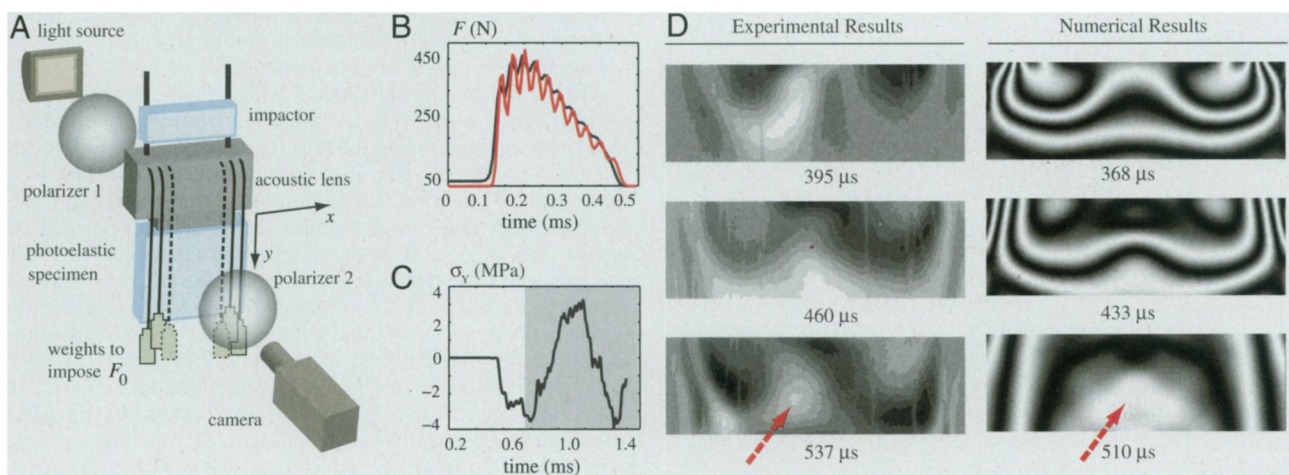 A
light source
impactor
polarizer 1
acoustic lens
x
photoelastic
specimen
y
polarizer 2
weights to
impose F₀
camera
B
F (N)
450
350
250
150
50
0 0.1 0.2 0.3 0.4 0.5
time (ms)
C
σY (MPa)
4
2
0
−2
−4
0.2 0.6 1.0 1.4
time (ms)
D
Experimental Results Numerical Results
395 μs 368 μs
460 μs 433 μs
537 μs 510 μs